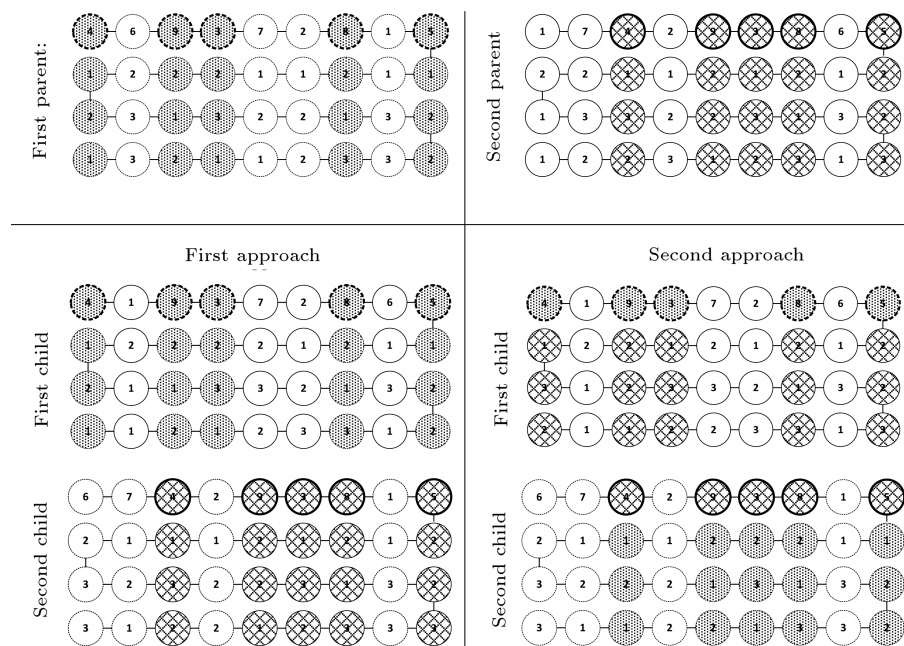 First parent:
4 6 9 3 7 2 8 1 5
1 2 2 2 1 1 2 1 1
2 3 1 3 2 2 1 3 2
1 3 2 1 1 2 3 3 2
Second parent
1 7 4 2 9 3 8 6 5
2 2 1 1 2 1 2 1 2
1 3 3 2 2 3 1 3 2
1 2 2 3 1 2 3 1 3
First approach
First child
4 1 9 3 7 2 8 6 5
1 2 2 2 2 1 2 1 1
2 1 1 3 3 2 1 3 2
1 1 2 1 2 3 3 1 2
Second child
6 7 4 2 9 3 8 1 5
2 1 1 1 2 1 2 1 2
3 2 3 2 2 3 1 3 2
3 1 2 2 1 2 3 3 3
Second approach
First child
4 1 9 3 7 2 8 6 5
1 2 2 1 2 1 2 1 2
3 1 2 3 3 2 1 3 2
2 1 1 2 2 3 3 1 3
Second child
6 7 4 2 9 3 8 1 5
2 1 1 1 2 2 2 1 1
3 2 2 2 1 3 1 3 2
3 1 1 2 2 1 3 3 2